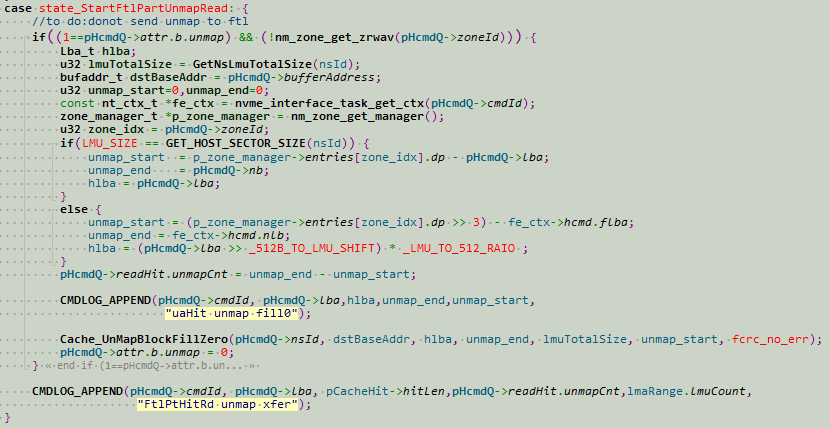 case state_StartFtlPartUnmapRead: {
//to do:donot send unmap to ftl
if((1==pHcmdQ->attr.b.unmap) && (!nm_zone_get_zrwav(pHcmdQ->zoneId))) {
Lba_t hlba;
u32 lmuTotalSize = GetNsLmuTotalSize(nsId);
bufaddr_t dstBaseAddr = pHcmdQ->bufferAddress;
u32 unmap_start=0,unmap_end=0;
const nt_ctx_t *fe_ctx = nvme_interface_task_get_ctx(pHcmdQ->cmdId);
zone_manager_t *p_zone_manager = nm_zone_get_manager();
u32 zone_idx = pHcmdQ->zoneId;
if(LMU_SIZE == GET_HOST_SECTOR_SIZE(nsId)) {
unmap_start  = p_zone_manager->entries[zone_idx].dp - pHcmdQ->lba;
unmap_end    = pHcmdQ->nb;
hlba = pHcmdQ->lba;
}
else {
unmap_start = (p_zone_manager->entries[zone_idx].dp >> 3) - fe_ctx->hcmd.flba;
unmap_end = fe_ctx->hcmd.nlb;
hlba = (pHcmdQ->lba >> _512B_TO_LMU_SHIFT) * _LMU_TO_512_RAIO ;
}
pHcmdQ->readHit.unmapCnt = unmap_end - unmap_start;
CMDLOG_APPEND(pHcmdQ->cmdId, pHcmdQ->lba,hlba,unmap_end,unmap_start,
"uaHit unmap fill0");
Cache_UnMapBlockFillZero(pHcmdQ->nsId, dstBaseAddr, hlba, unmap_end, lmuTotalSize, unmap_start, fcrc_no_err);
pHcmdQ->attr.b.unmap = 0;
} « end if (1==pHcmdQ->attr.b.un... »
CMDLOG_APPEND(pHcmdQ->cmdId, pHcmdQ->lba, pCacheHit->hitLen,pHcmdQ->readHit.unmapCnt,lmaRange.lmuCount,
"FtlPtHitRd unmap xfer");
}